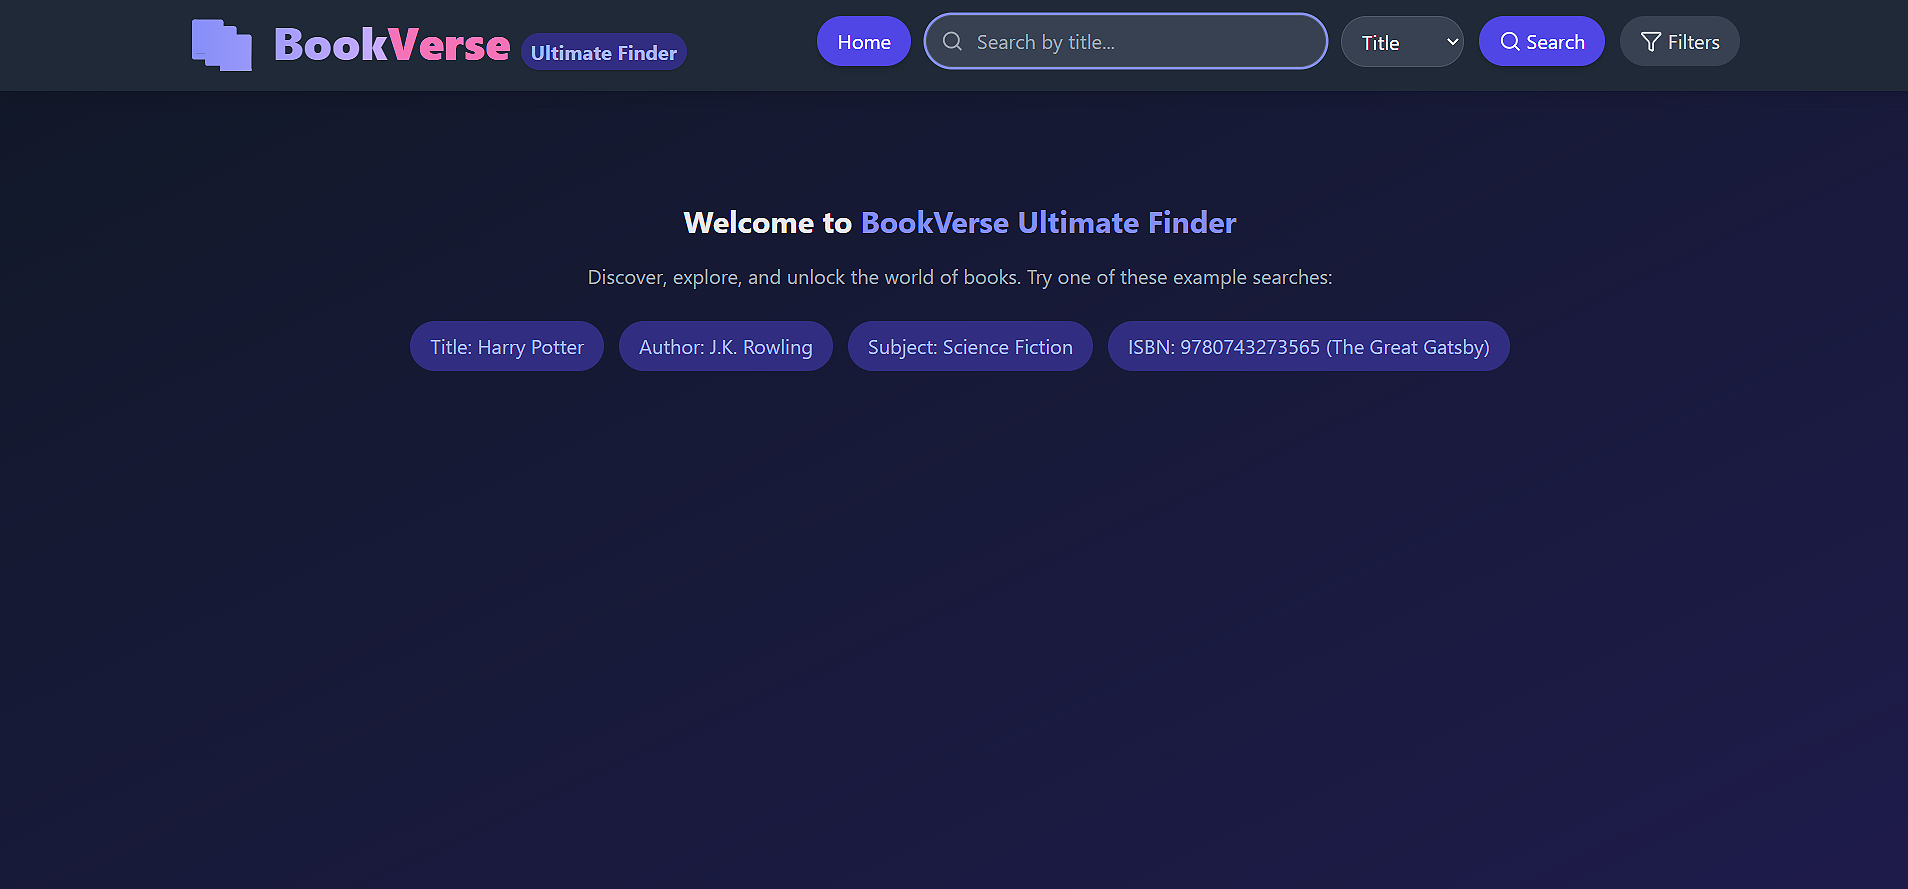 BookVerse Ultimate Finder
Home
Search by title...
Title
Search
Filters
Welcome to BookVerse Ultimate Finder
Discover, explore, and unlock the world of books. Try one of these example searches:
Title: Harry Potter
Author: J.K. Rowling
Subject: Science Fiction
ISBN: 9780743273565 (The Great Gatsby)